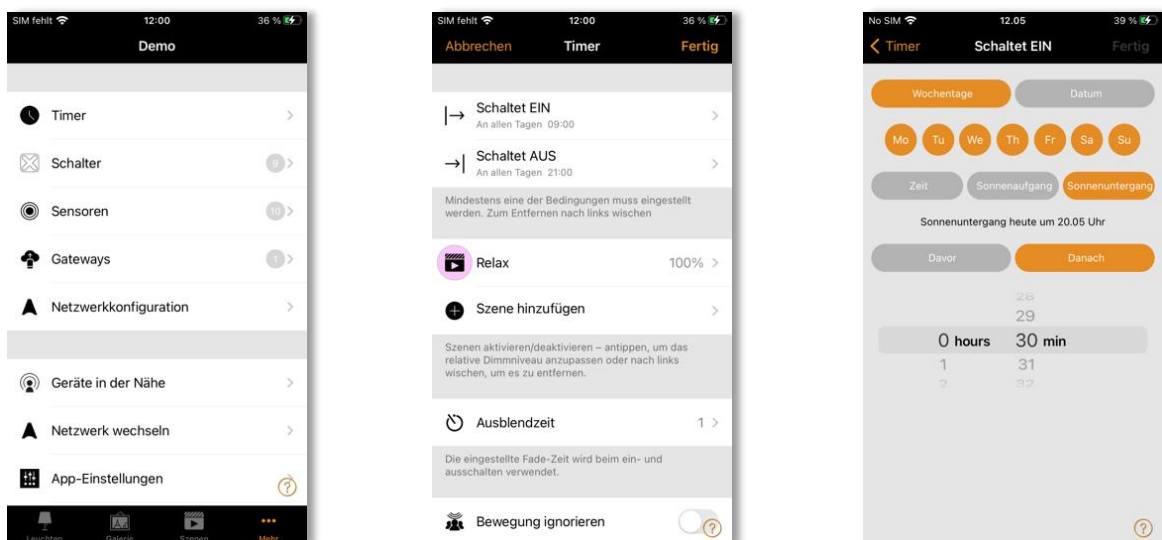 SIM fehlt 12:00 36 %
Demo
Timer
Schalter 9
Sensoren 10
Gateways 1
Netzwerkkonfiguration
Geräte in der Nähe
Netzwerk wechseln
App-Einstellungen
?
Leuchten Galerie Szenen Mehr
SIM fehlt 12:00 36 %
Abbrechen Timer Fertig
Schaltet EIN
An allen Tagen 09:00
Schaltet AUS
An allen Tagen 21:00
Mindestens eine der Bedingungen muss eingestellt
werden. Zum Entfernen nach links wischen
Relax 100%
Szene hinzufügen
Szenen aktivieren/deaktivieren – antippen, um das
relative Dimmniveau anzupassen oder nach links
wischen, um es zu entfernen.
Ausblendzeit 1
Die eingestellte Fade-Zeit wird beim ein- und
ausschalten verwendet.
Bewegung ignorieren
?
No SIM 12.05 39 %
Timer Schaltet EIN Fertig
Wochentage Datum
Mo Tu We Th Fr Sa Su
Zeit Sonnenaufgang Sonnenuntergang
Sonnenuntergang heute um 20.05 Uhr
Davor Danach
28
29
0 hours 30 min
1 31
2 32
?